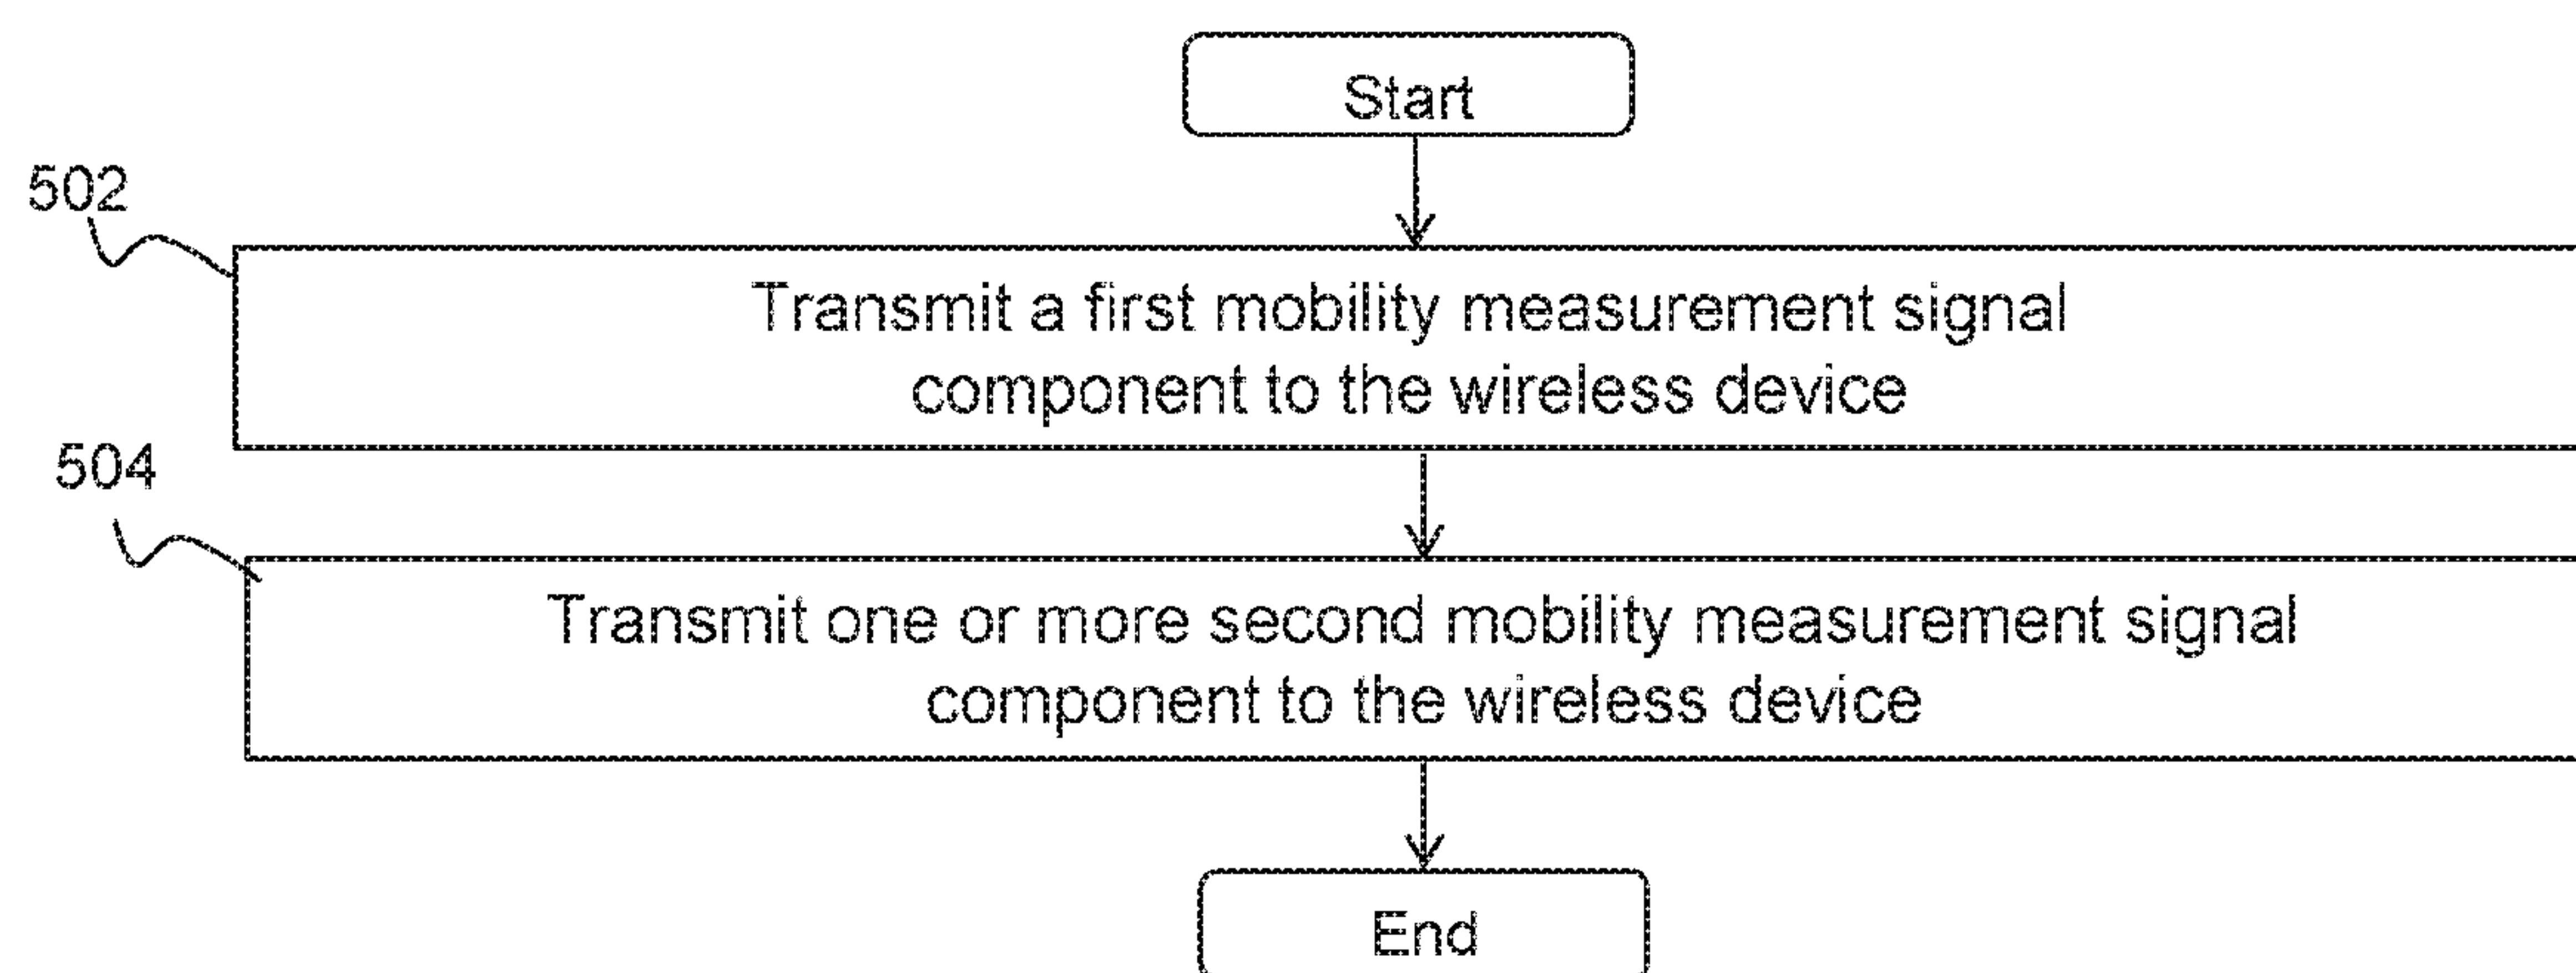 Start
502
Transmit a first mobility measurement signal
component to the wireless device
504
Transmit one or more second mobility measurement signal
component to the wireless device
End